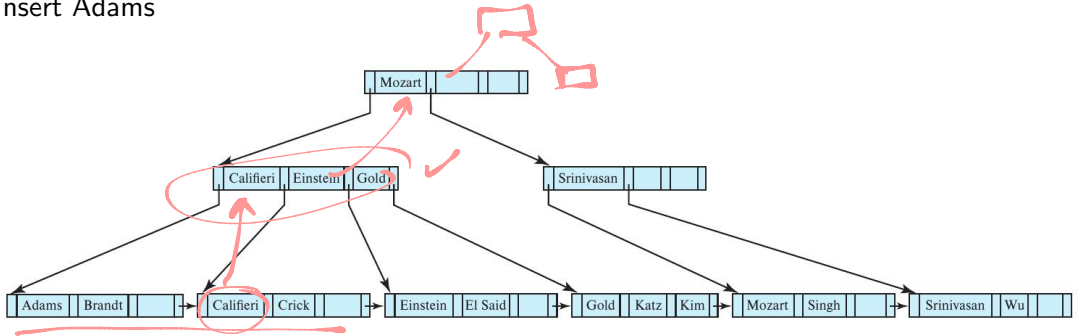 nsert Adams
Mozart
Califieri Einstein Gold
Srinivasan
Adams Brandt
Califieri Crick
Einstein El Said
Gold Katz Kim
Mozart Singh
Srinivasan Wu